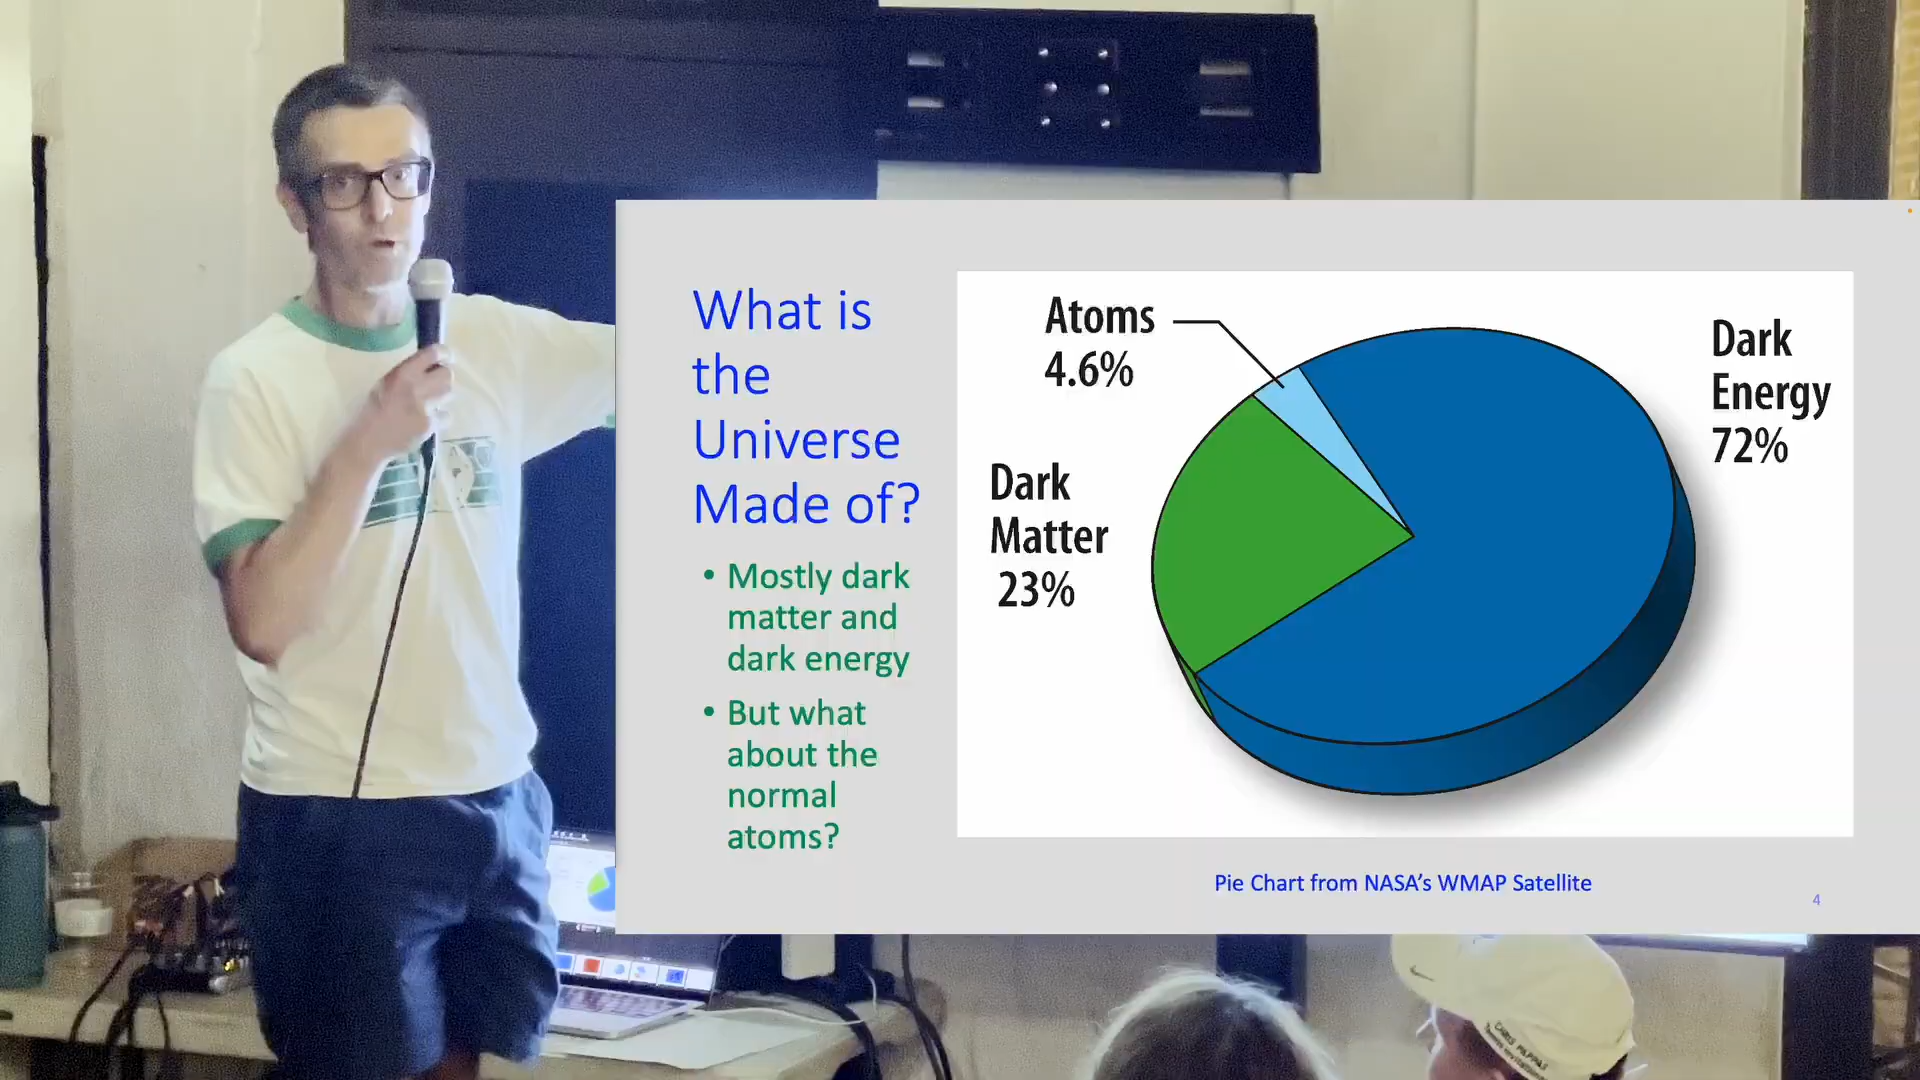 What is
the
Universe
Made of?
• Mostly dark
matter and
dark energy
• But what
about the
normal
atoms?
Atoms
4.6%
Dark
Energy
72%
Dark
Matter
23%
Pie Chart from NASA's WMAP Satellite
4